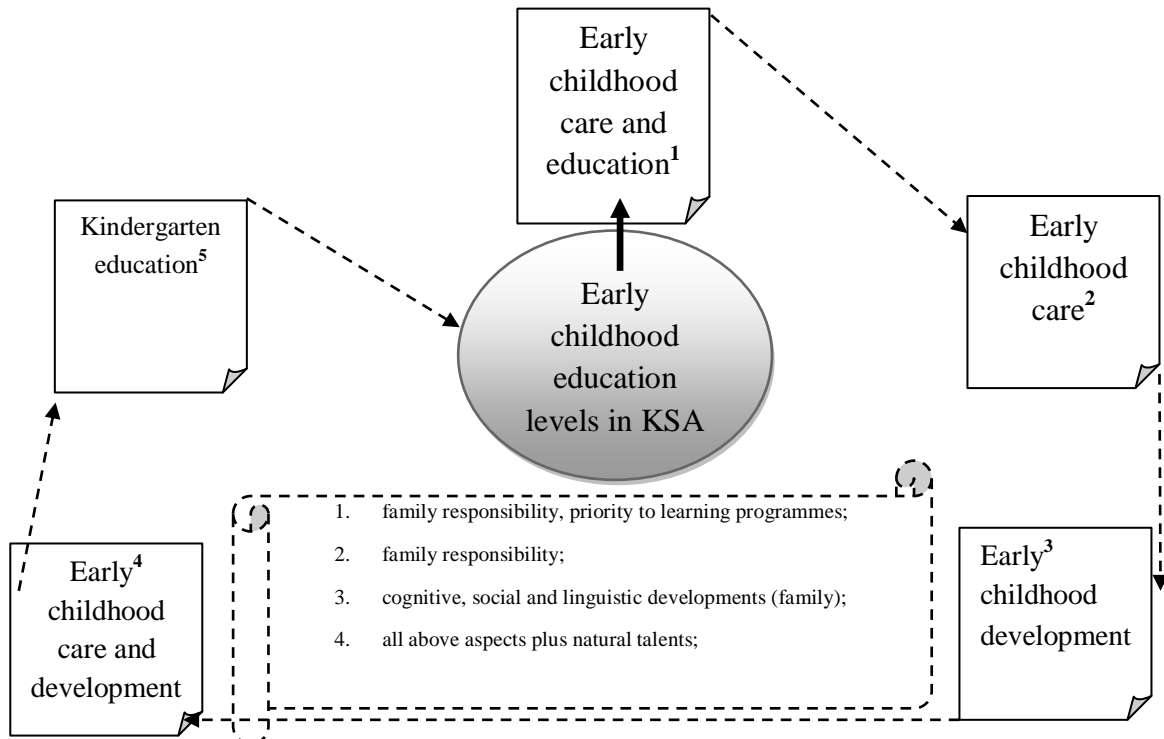 Early
childhood
care and
education¹
Kindergarten
education⁵
Early
childhood
care²
Early
childhood
education
levels in KSA
1. family responsibility, priority to learning programmes;
2. family responsibility;
3. cognitive, social and linguistic developments (family);
4. all above aspects plus natural talents;
Early⁴
childhood
care and
development
Early³
childhood
development